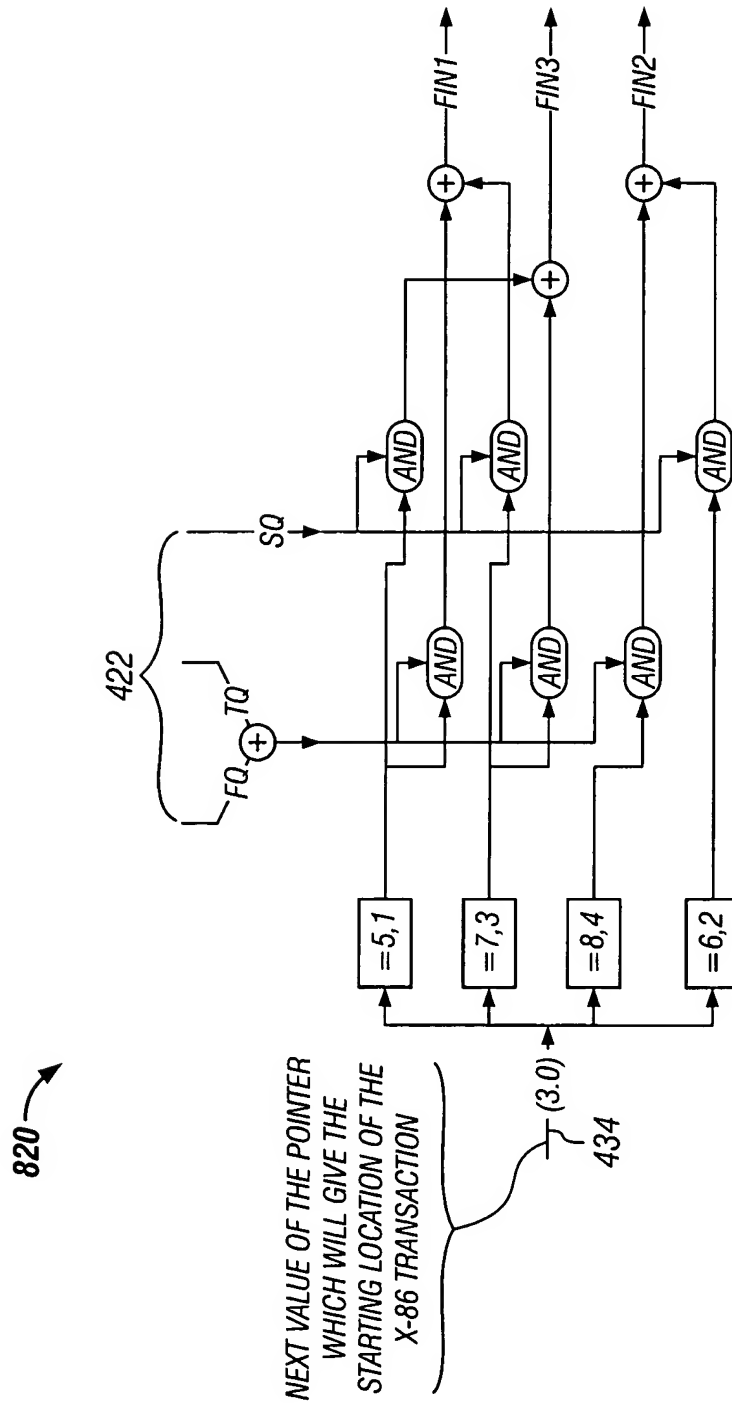 820
NEXT VALUE OF THE POINTER
WHICH WILL GIVE THE
STARTING LOCATION OF THE
X-86 TRANSACTION
434
(3.0)
=5,1
=7,3
=8,4
=6,2
422
FQ
+
TQ
SQ
AND
AND
AND
AND
AND
AND
+
+
+
FIN1
FIN3
FIN2